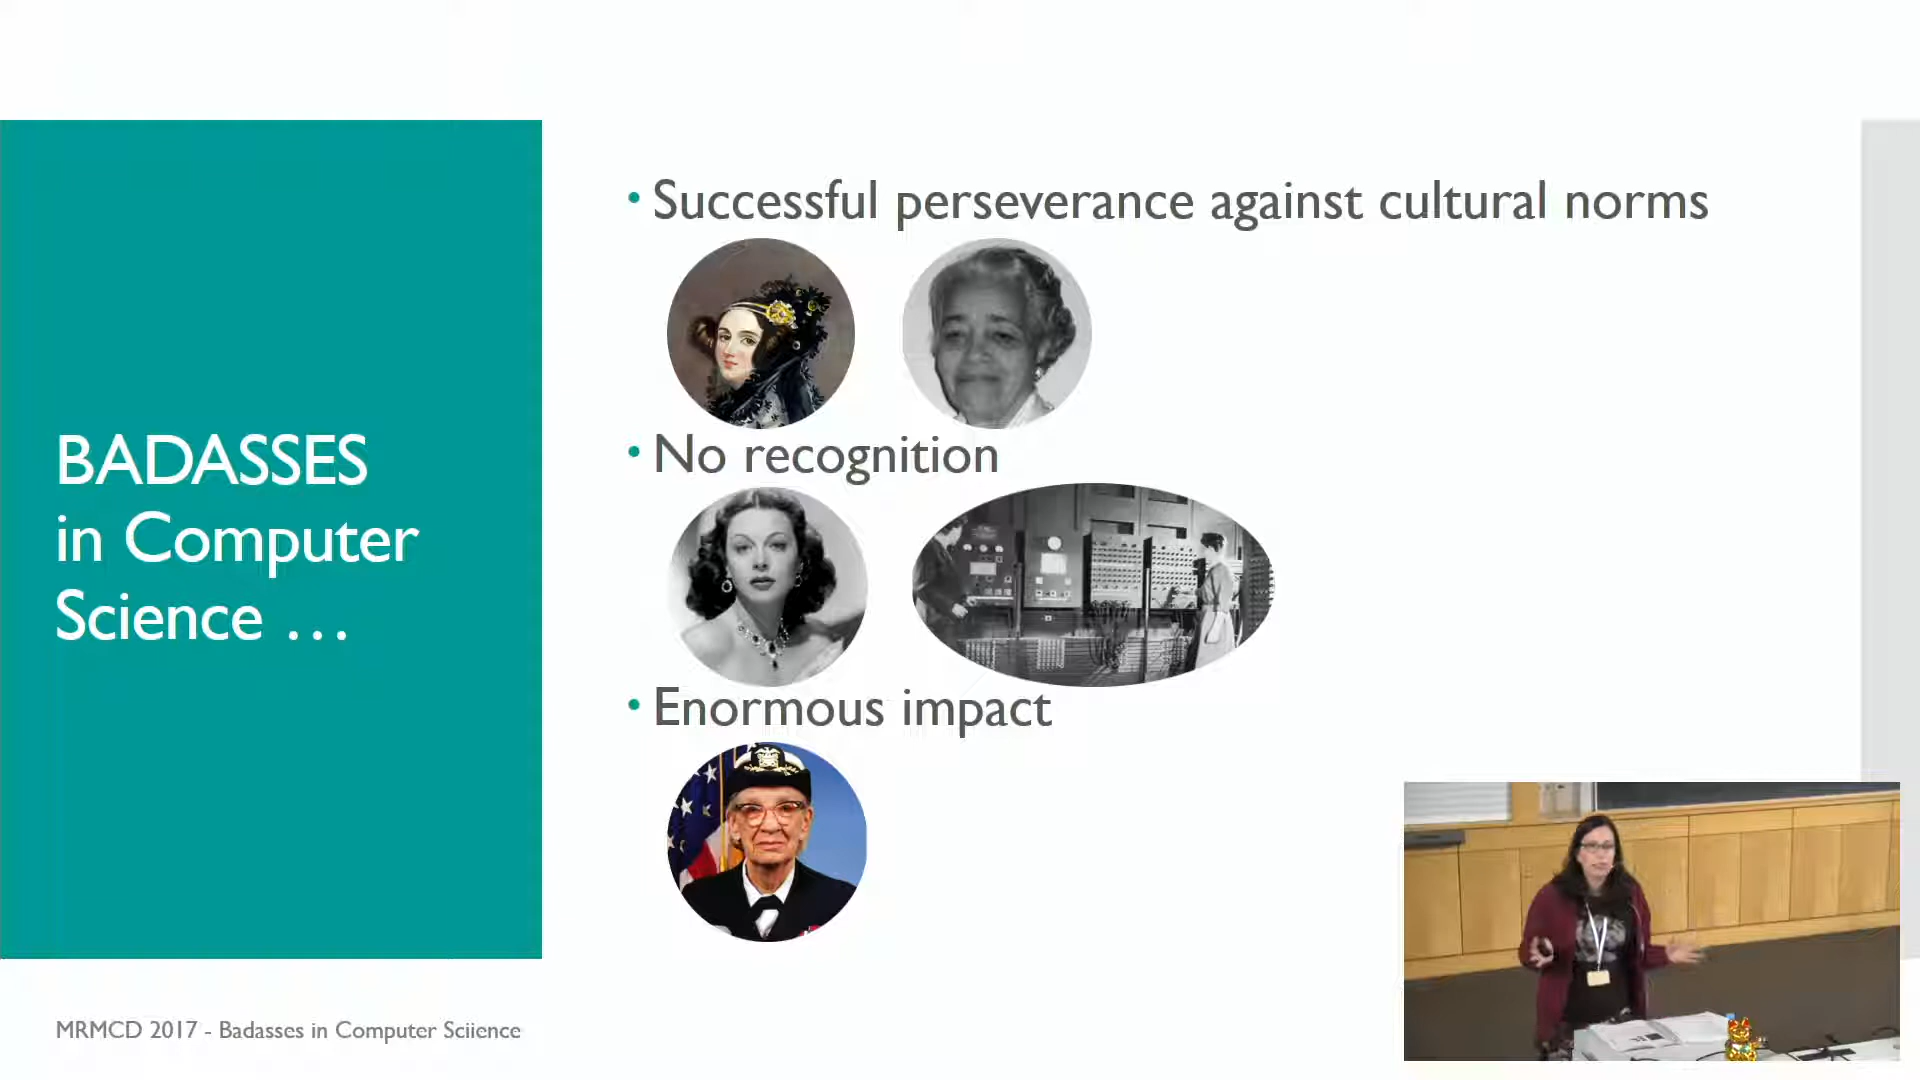 BADASSES
in Computer
Science …
• Successful perseverance against cultural norms
• No recognition
• Enormous impact
MRMCD 2017 - Badasses in Computer Sciience